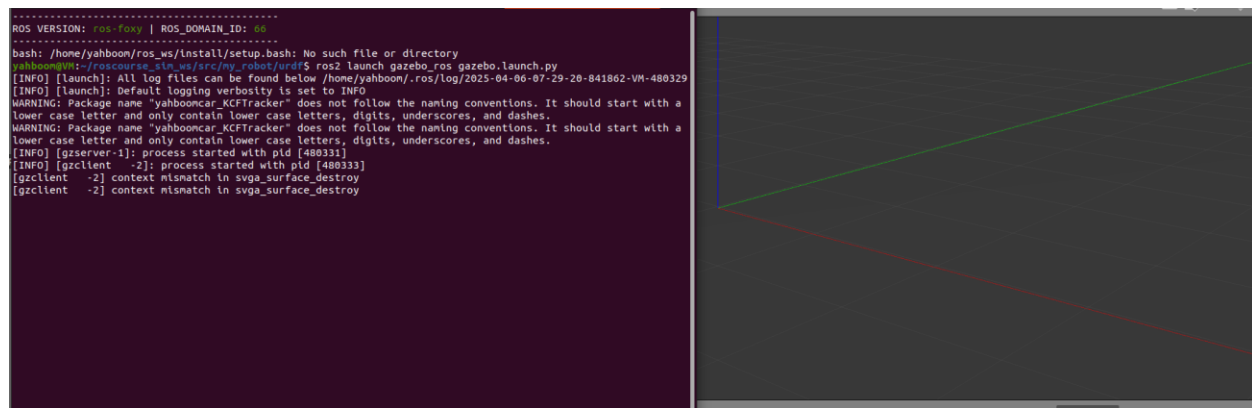 --------------------------------------------
ROS VERSION: ros-foxy | ROS_DOMAIN_ID: 66
--------------------------------------------
bash: /home/yahboom/ros_ws/install/setup.bash: No such file or directory
yahboom@VM:~/roscourse_sim_ws/src/my_robot/urdf$ ros2 launch gazebo_ros gazebo.launch.py
[INFO] [launch]: All log files can be found below /home/yahboom/.ros/log/2025-04-06-07-29-20-841862-VM-480329
[INFO] [launch]: Default logging verbosity is set to INFO
WARNING: Package name "yahboomcar_KCFTracker" does not follow the naming conventions. It should start with a
lower case letter and only contain lower case letters, digits, underscores, and dashes.
WARNING: Package name "yahboomcar_KCFTracker" does not follow the naming conventions. It should start with a
lower case letter and only contain lower case letters, digits, underscores, and dashes.
[INFO] [gzserver-1]: process started with pid [480331]
[INFO] [gzclient   -2]: process started with pid [480333]
[gzclient   -2] context mismatch in svga_surface_destroy
[gzclient   -2] context mismatch in svga_surface_destroy